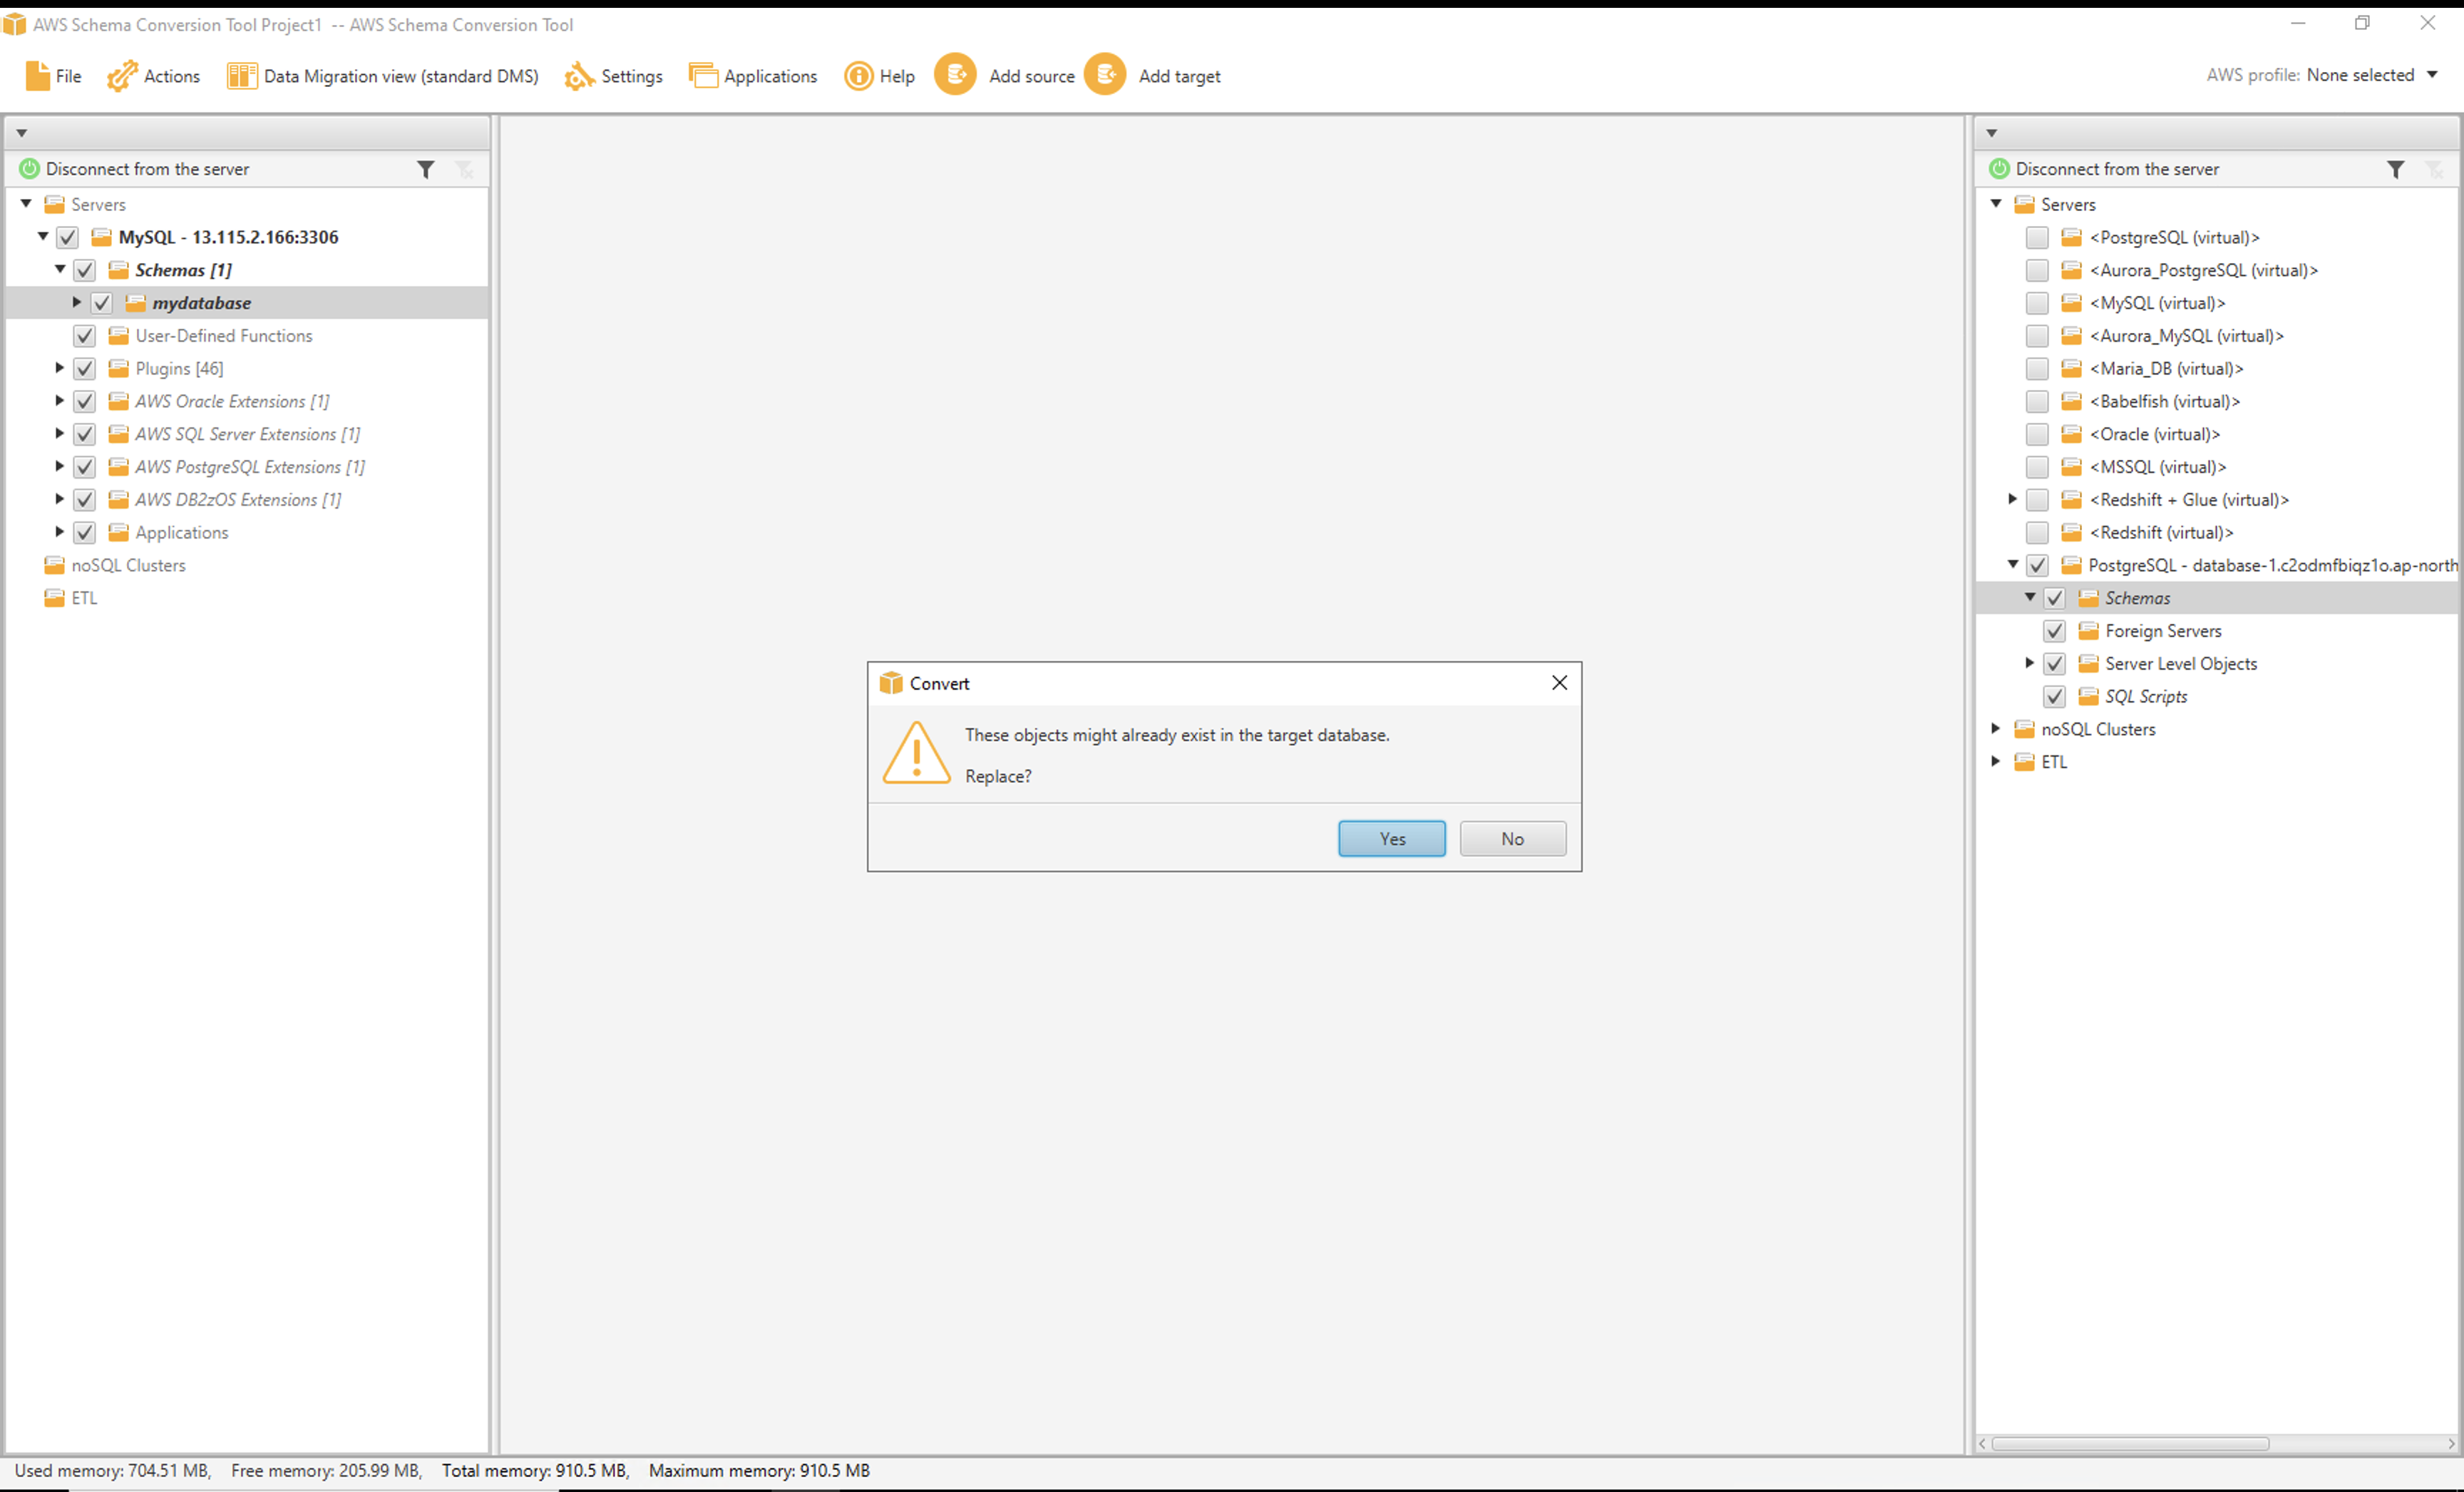 AWS Schema Conversion Tool Project1 -- AWS Schema Conversion Tool
File Actions Data Migration view (standard DMS) Settings Applications Help Add source Add target AWS profile: None selected
Disconnect from the server
Servers
MySQL - 13.115.2.166:3306
Schemas [1]
mydatabase
User-Defined Functions
Plugins [46]
AWS Oracle Extensions [1]
AWS SQL Server Extensions [1]
AWS PostgreSQL Extensions [1]
AWS DB2zOS Extensions [1]
Applications
noSQL Clusters
ETL
Convert
These objects might already exist in the target database.
Replace?
Yes No
Disconnect from the server
Servers
<PostgreSQL (virtual)>
<Aurora_PostgreSQL (virtual)>
<MySQL (virtual)>
<Aurora_MySQL (virtual)>
<Maria_DB (virtual)>
<Babelfish (virtual)>
<Oracle (virtual)>
<MSSQL (virtual)>
<Redshift + Glue (virtual)>
<Redshift (virtual)>
PostgreSQL - database-1.c2odmfbiqz1o.ap-north
Schemas
Foreign Servers
Server Level Objects
SQL Scripts
noSQL Clusters
ETL
Used memory: 704.51 MB, Free memory: 205.99 MB, Total memory: 910.5 MB, Maximum memory: 910.5 MB